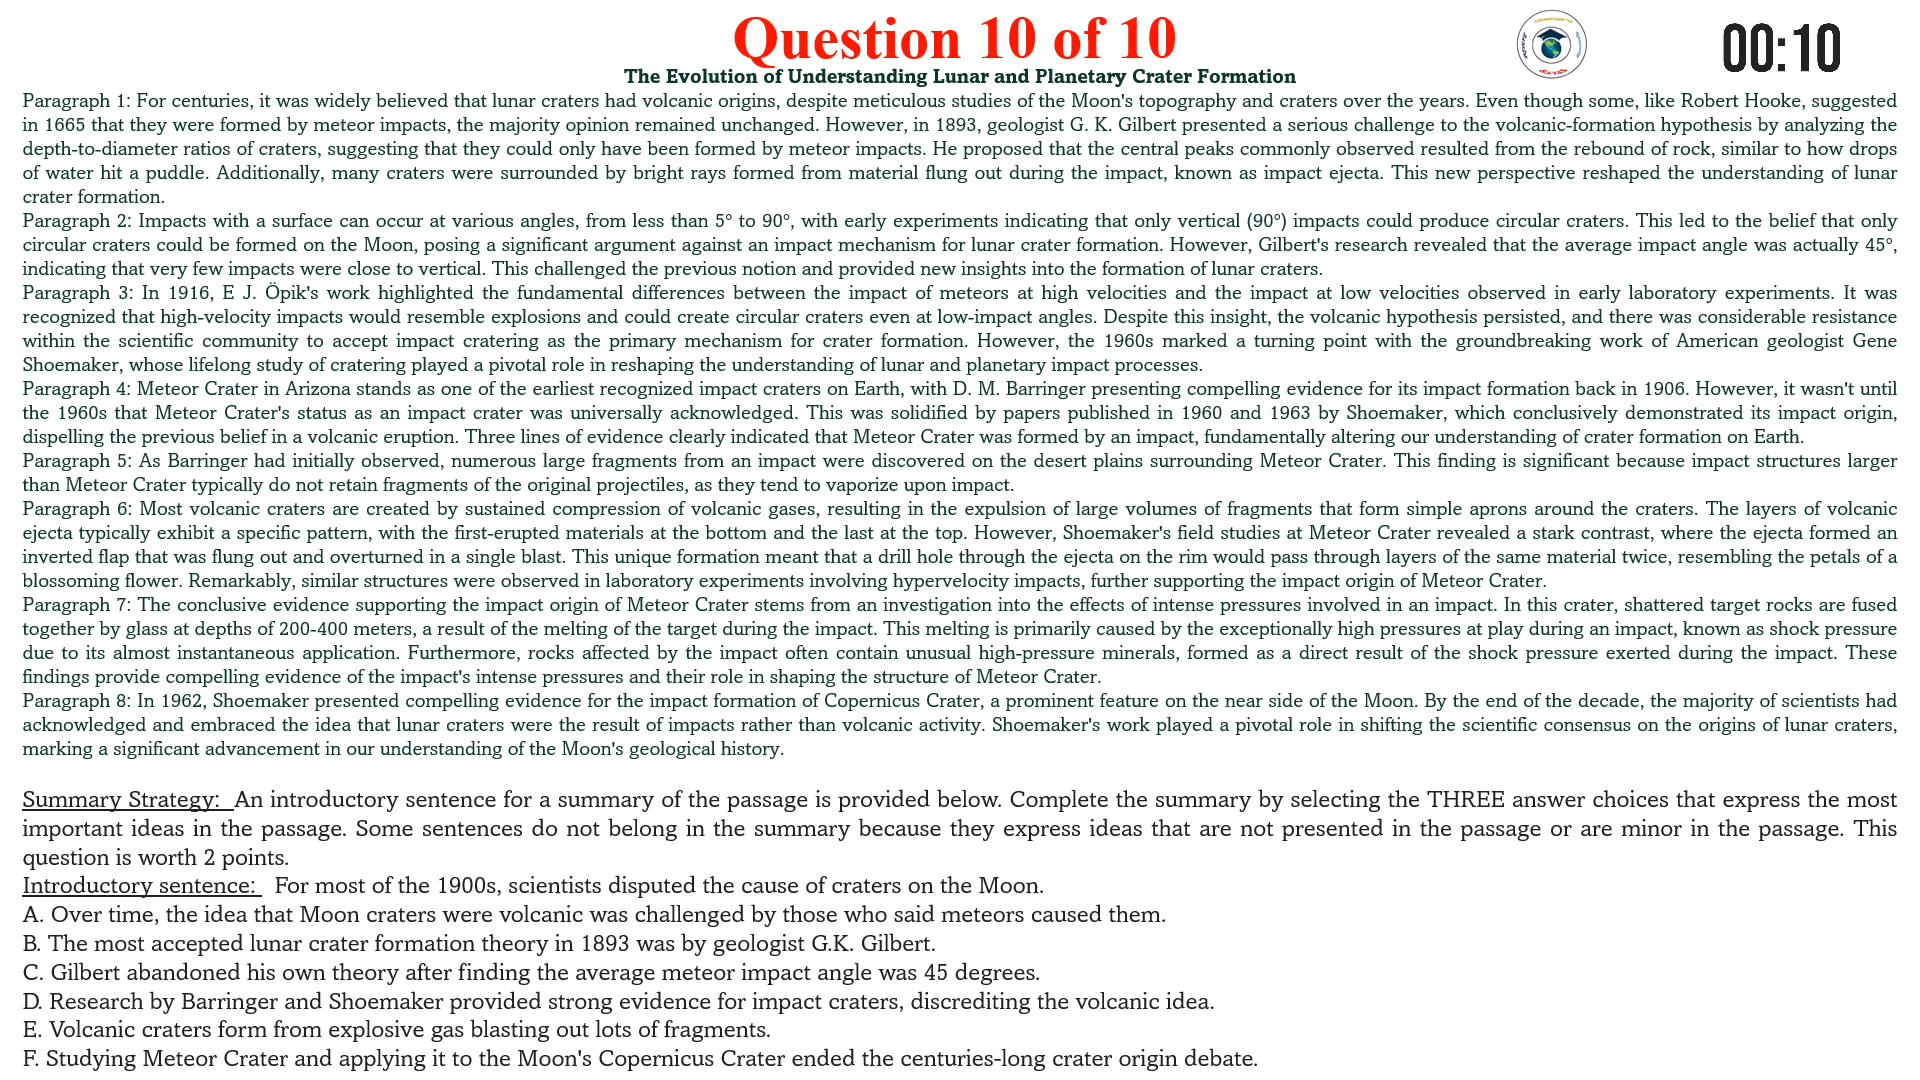 Question 10 of 10
00:10
The Evolution of Understanding Lunar and Planetary Crater Formation
Paragraph 1: For centuries, it was widely believed that lunar craters had volcanic origins, despite meticulous studies of the Moon's topography and craters over the years. Even though some, like Robert Hooke, suggested
in 1665 that they were formed by meteor impacts, the majority opinion remained unchanged. However, in 1893, geologist G. K. Gilbert presented a serious challenge to the volcanic-formation hypothesis by analyzing the
depth-to-diameter ratios of craters, suggesting that they could only have been formed by meteor impacts. He proposed that the central peaks commonly observed resulted from the rebound of rock, similar to how drops
of water hit a puddle. Additionally, many craters were surrounded by bright rays formed from material flung out during the impact, known as impact ejecta. This new perspective reshaped the understanding of lunar
crater formation.
Paragraph 2: Impacts with a surface can occur at various angles, from less than 5° to 90°, with early experiments indicating that only vertical (90°) impacts could produce circular craters. This led to the belief that only
circular craters could be formed on the Moon, posing a significant argument against an impact mechanism for lunar crater formation. However, Gilbert's research revealed that the average impact angle was actually 45°,
indicating that very few impacts were close to vertical. This challenged the previous notion and provided new insights into the formation of lunar craters.
Paragraph 3: In 1916, E J. Öpik's work highlighted the fundamental differences between the impact of meteors at high velocities and the impact at low velocities observed in early laboratory experiments. It was
recognized that high-velocity impacts would resemble explosions and could create circular craters even at low-impact angles. Despite this insight, the volcanic hypothesis persisted, and there was considerable resistance
within the scientific community to accept impact cratering as the primary mechanism for crater formation. However, the 1960s marked a turning point with the groundbreaking work of American geologist Gene
Shoemaker, whose lifelong study of cratering played a pivotal role in reshaping the understanding of lunar and planetary impact processes.
Paragraph 4: Meteor Crater in Arizona stands as one of the earliest recognized impact craters on Earth, with D. M. Barringer presenting compelling evidence for its impact formation back in 1906. However, it wasn't until
the 1960s that Meteor Crater's status as an impact crater was universally acknowledged. This was solidified by papers published in 1960 and 1963 by Shoemaker, which conclusively demonstrated its impact origin,
dispelling the previous belief in a volcanic eruption. Three lines of evidence clearly indicated that Meteor Crater was formed by an impact, fundamentally altering our understanding of crater formation on Earth.
Paragraph 5: As Barringer had initially observed, numerous large fragments from an impact were discovered on the desert plains surrounding Meteor Crater. This finding is significant because impact structures larger
than Meteor Crater typically do not retain fragments of the original projectiles, as they tend to vaporize upon impact.
Paragraph 6: Most volcanic craters are created by sustained compression of volcanic gases, resulting in the expulsion of large volumes of fragments that form simple aprons around the craters. The layers of volcanic
ejecta typically exhibit a specific pattern, with the first-erupted materials at the bottom and the last at the top. However, Shoemaker's field studies at Meteor Crater revealed a stark contrast, where the ejecta formed an
inverted flap that was flung out and overturned in a single blast. This unique formation meant that a drill hole through the ejecta on the rim would pass through layers of the same material twice, resembling the petals of a
blossoming flower. Remarkably, similar structures were observed in laboratory experiments involving hypervelocity impacts, further supporting the impact origin of Meteor Crater.
Paragraph 7: The conclusive evidence supporting the impact origin of Meteor Crater stems from an investigation into the effects of intense pressures involved in an impact. In this crater, shattered target rocks are fused
together by glass at depths of 200-400 meters, a result of the melting of the target during the impact. This melting is primarily caused by the exceptionally high pressures at play during an impact, known as shock pressure
due to its almost instantaneous application. Furthermore, rocks affected by the impact often contain unusual high-pressure minerals, formed as a direct result of the shock pressure exerted during the impact. These
findings provide compelling evidence of the impact's intense pressures and their role in shaping the structure of Meteor Crater.
Paragraph 8: In 1962, Shoemaker presented compelling evidence for the impact formation of Copernicus Crater, a prominent feature on the near side of the Moon. By the end of the decade, the majority of scientists had
acknowledged and embraced the idea that lunar craters were the result of impacts rather than volcanic activity. Shoemaker's work played a pivotal role in shifting the scientific consensus on the origins of lunar craters,
marking a significant advancement in our understanding of the Moon's geological history.
Summary Strategy: An introductory sentence for a summary of the passage is provided below. Complete the summary by selecting the THREE answer choices that express the most
important ideas in the passage. Some sentences do not belong in the summary because they express ideas that are not presented in the passage or are minor in the passage. This
question is worth 2 points.
Introductory sentence: For most of the 1900s, scientists disputed the cause of craters on the Moon.
A. Over time, the idea that Moon craters were volcanic was challenged by those who said meteors caused them.
B. The most accepted lunar crater formation theory in 1893 was by geologist G.K. Gilbert.
C. Gilbert abandoned his own theory after finding the average meteor impact angle was 45 degrees.
D. Research by Barringer and Shoemaker provided strong evidence for impact craters, discrediting the volcanic idea.
E. Volcanic craters form from explosive gas blasting out lots of fragments.
F. Studying Meteor Crater and applying it to the Moon's Copernicus Crater ended the centuries-long crater origin debate.